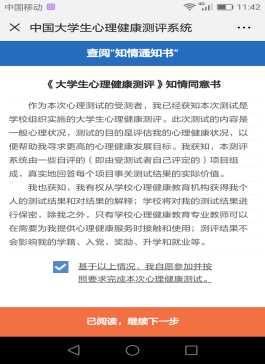 中国移动 4G 11:42
中国大学生心理健康测评系统
查阅“知情通知书”
《大学生心理健康测评》知情同意书
作为本次心理测试的受测者，我已经获知本次测试是
学校组织实施的大学生心理健康测评。此次测试的内容是
一般心理状况，测试的目的是评估我的心理健康状况，以
便帮助我寻求更高的心理健康发展目标。我获知，本测评
系统由一些自评的（即由受测试者自己评定的）项目组
成，真实地回答每个项目事关测试结果的实际价值。
我也获知，我有权从学校心理健康教育机构获得我个
人的测试结果和对结果的解释；学校将对我的测试结果进
行保密，除我之外，只有学校心理健康教育专业教师可以
在需要为我提供心理健康服务时接触和使用；测评结果不
会影响我的学籍、入党、奖励、升学和就业等。
基于以上情况，我自愿参加并按
照要求完成本次心理健康测试。
已阅读，继续下一步